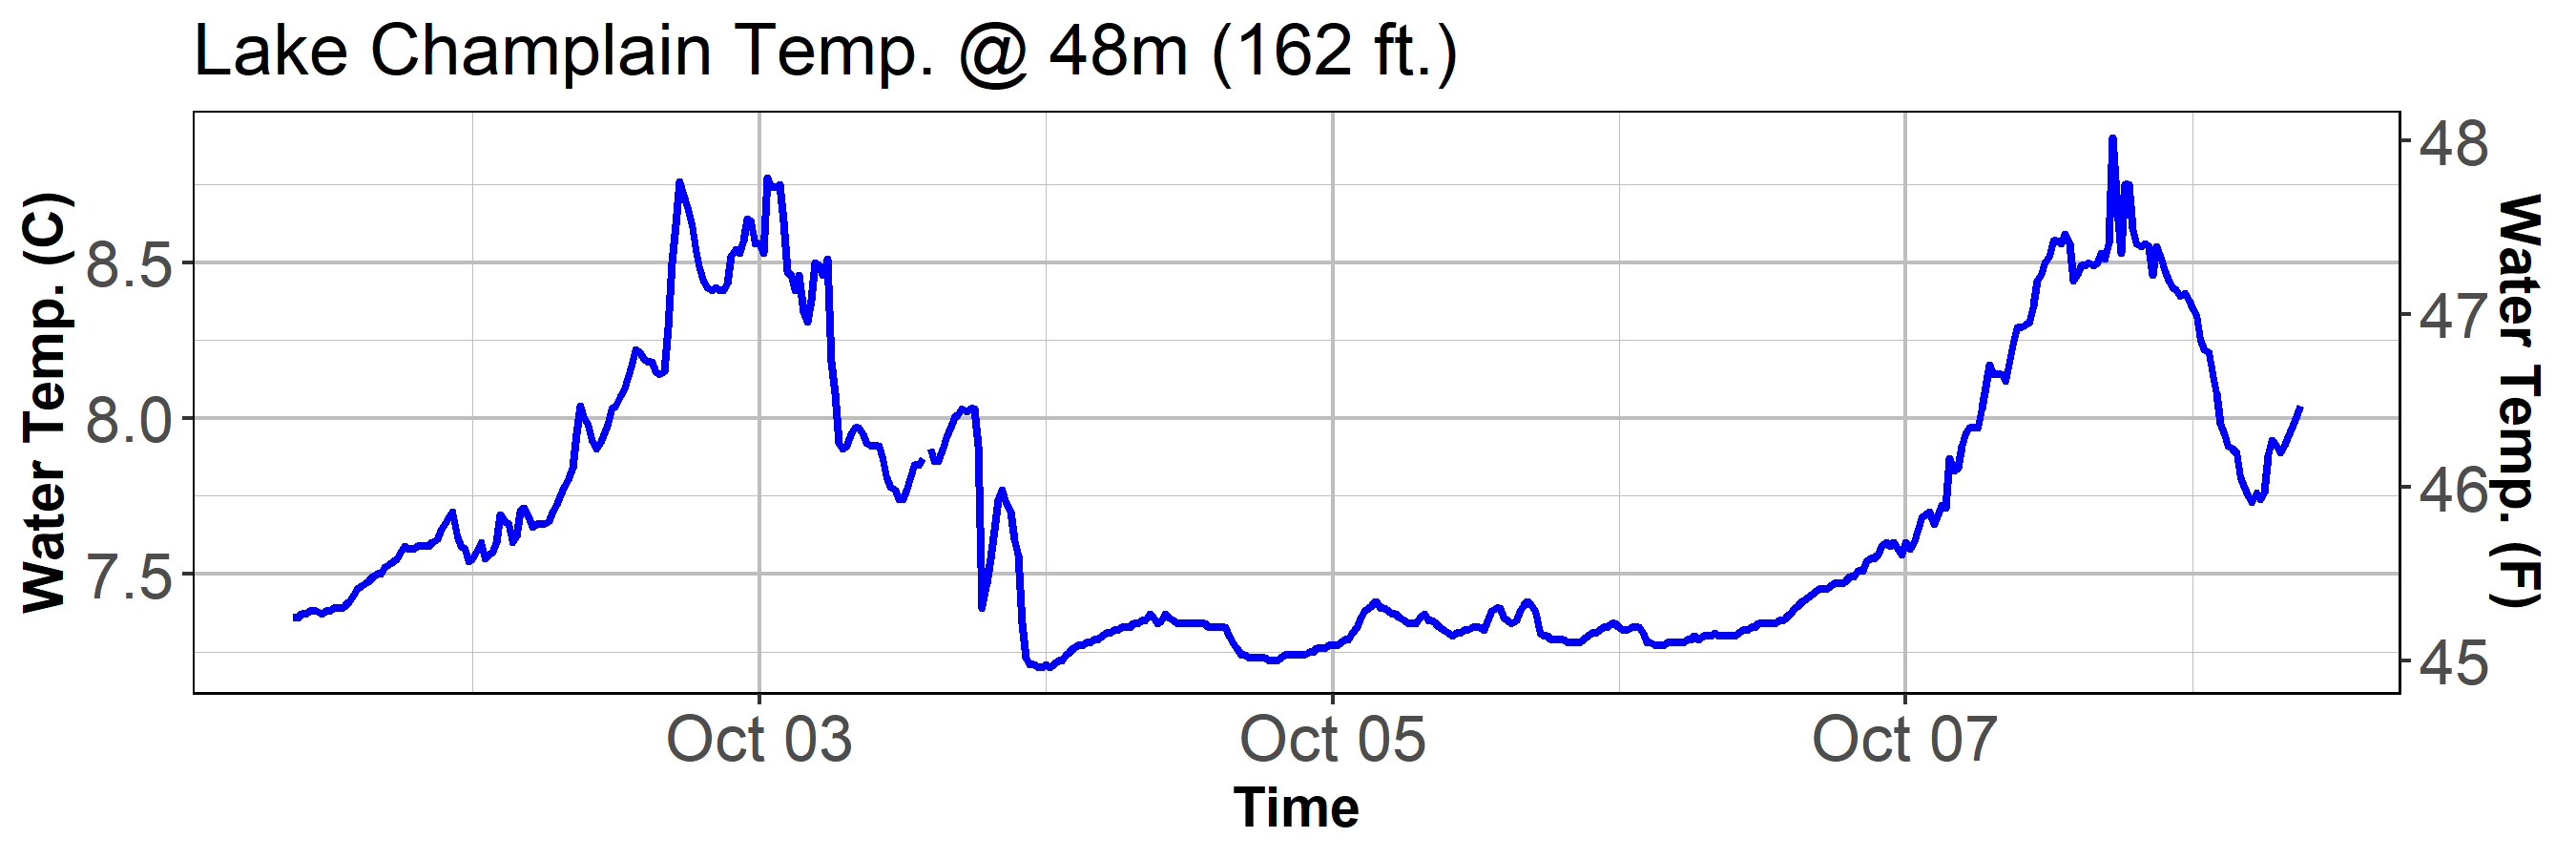 Lake Champlain Temp. @ 48m (162 ft.)
Water Temp. (C)
8.5
8.0
7.5
48
47
46
45
Water Temp. (F)
Oct 03 Oct 05 Oct 07
Time